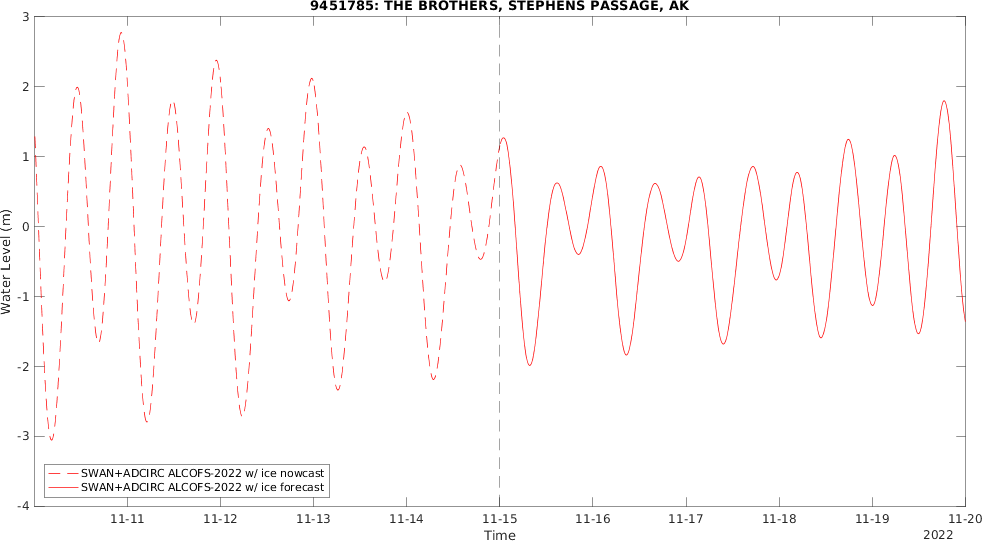 9451785: THE BROTHERS, STEPHENS PASSAGE, AK
3
2
1
0
-1
-2
-3
-4
Water Level (m)
SWAN+ADCIRC ALCOFS-2022 w/ ice nowcast
SWAN+ADCIRC ALCOFS-2022 w/ ice forecast
11-11 11-12 11-13 11-14 11-15 11-16 11-17 11-18 11-19 11-20
Time
2022